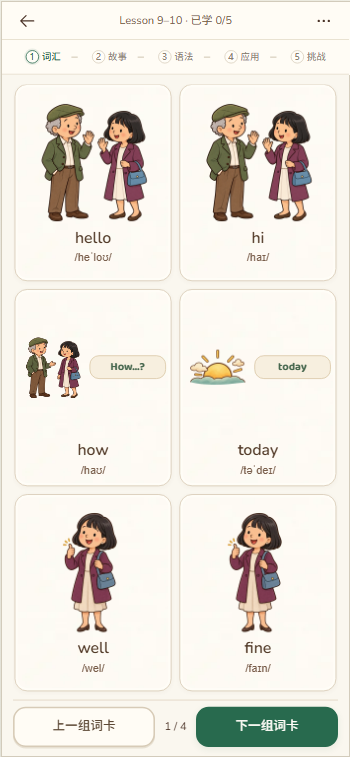 Lesson 9–10 · 已学 0/5
1 词汇 – 2 故事 – 3 语法 – 4 应用 – 5 挑战
hello
/heˈloʊ/
hi
/haɪ/
How...?
how
/haʊ/
today
today
/təˈdeɪ/
well
/wel/
fine
/faɪn/
上一组词卡
1 / 4
下一组词卡